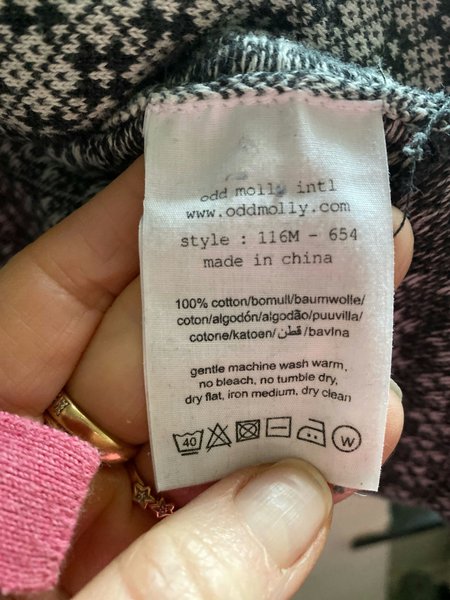 odd molly intl
www.oddmolly.com
style : 116M - 654
made in china
100% cotton/bomull/baumwolle/
coton/algodón/algodão/puuvilla/
cotone/katoen/قطن/bavlna
gentle machine wash warm,
no bleach, no tumble dry,
dry flat, iron medium, dry clean
40 W